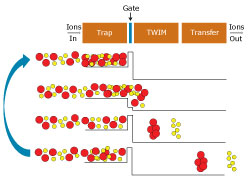 Gate
Ions In
Trap
TWIM
Transfer
Ions Out